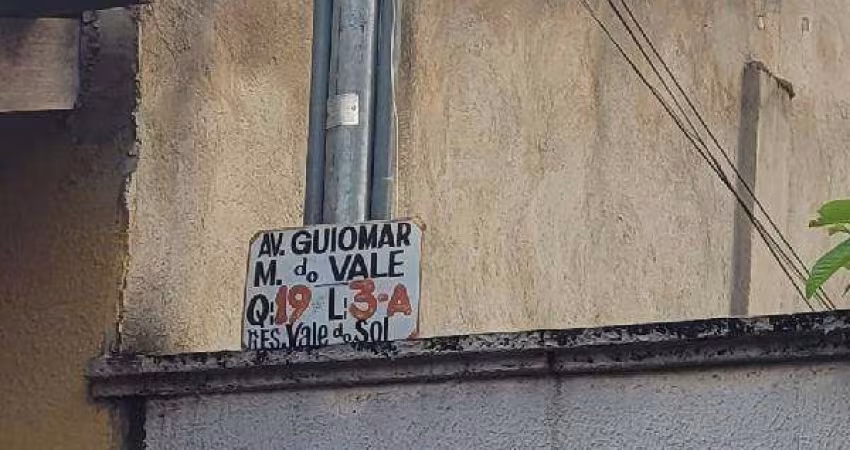 AV. GUIOMAR
M. do VALE
Q:19-L:3-A
RES. Vale do Sol